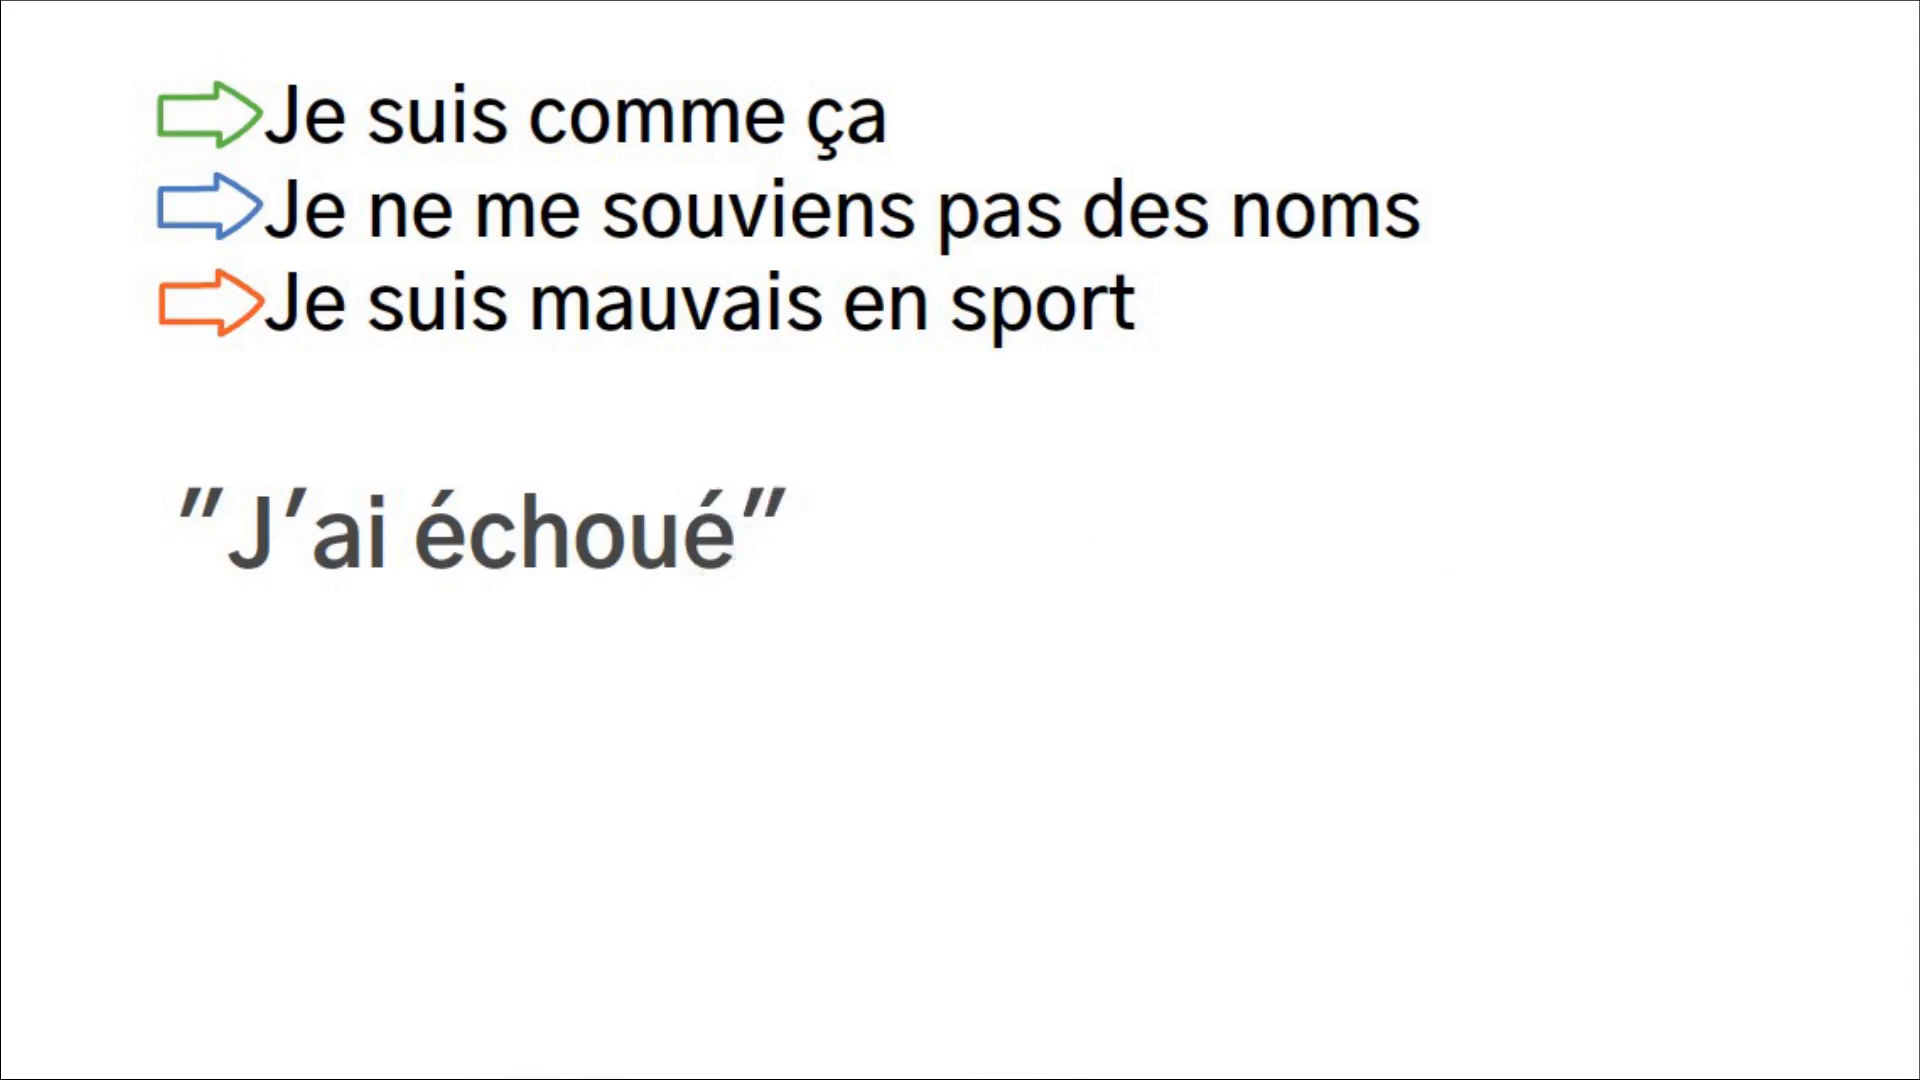 Je suis comme ça
Je ne me souviens pas des noms
Je suis mauvais en sport
"J'ai échoué"